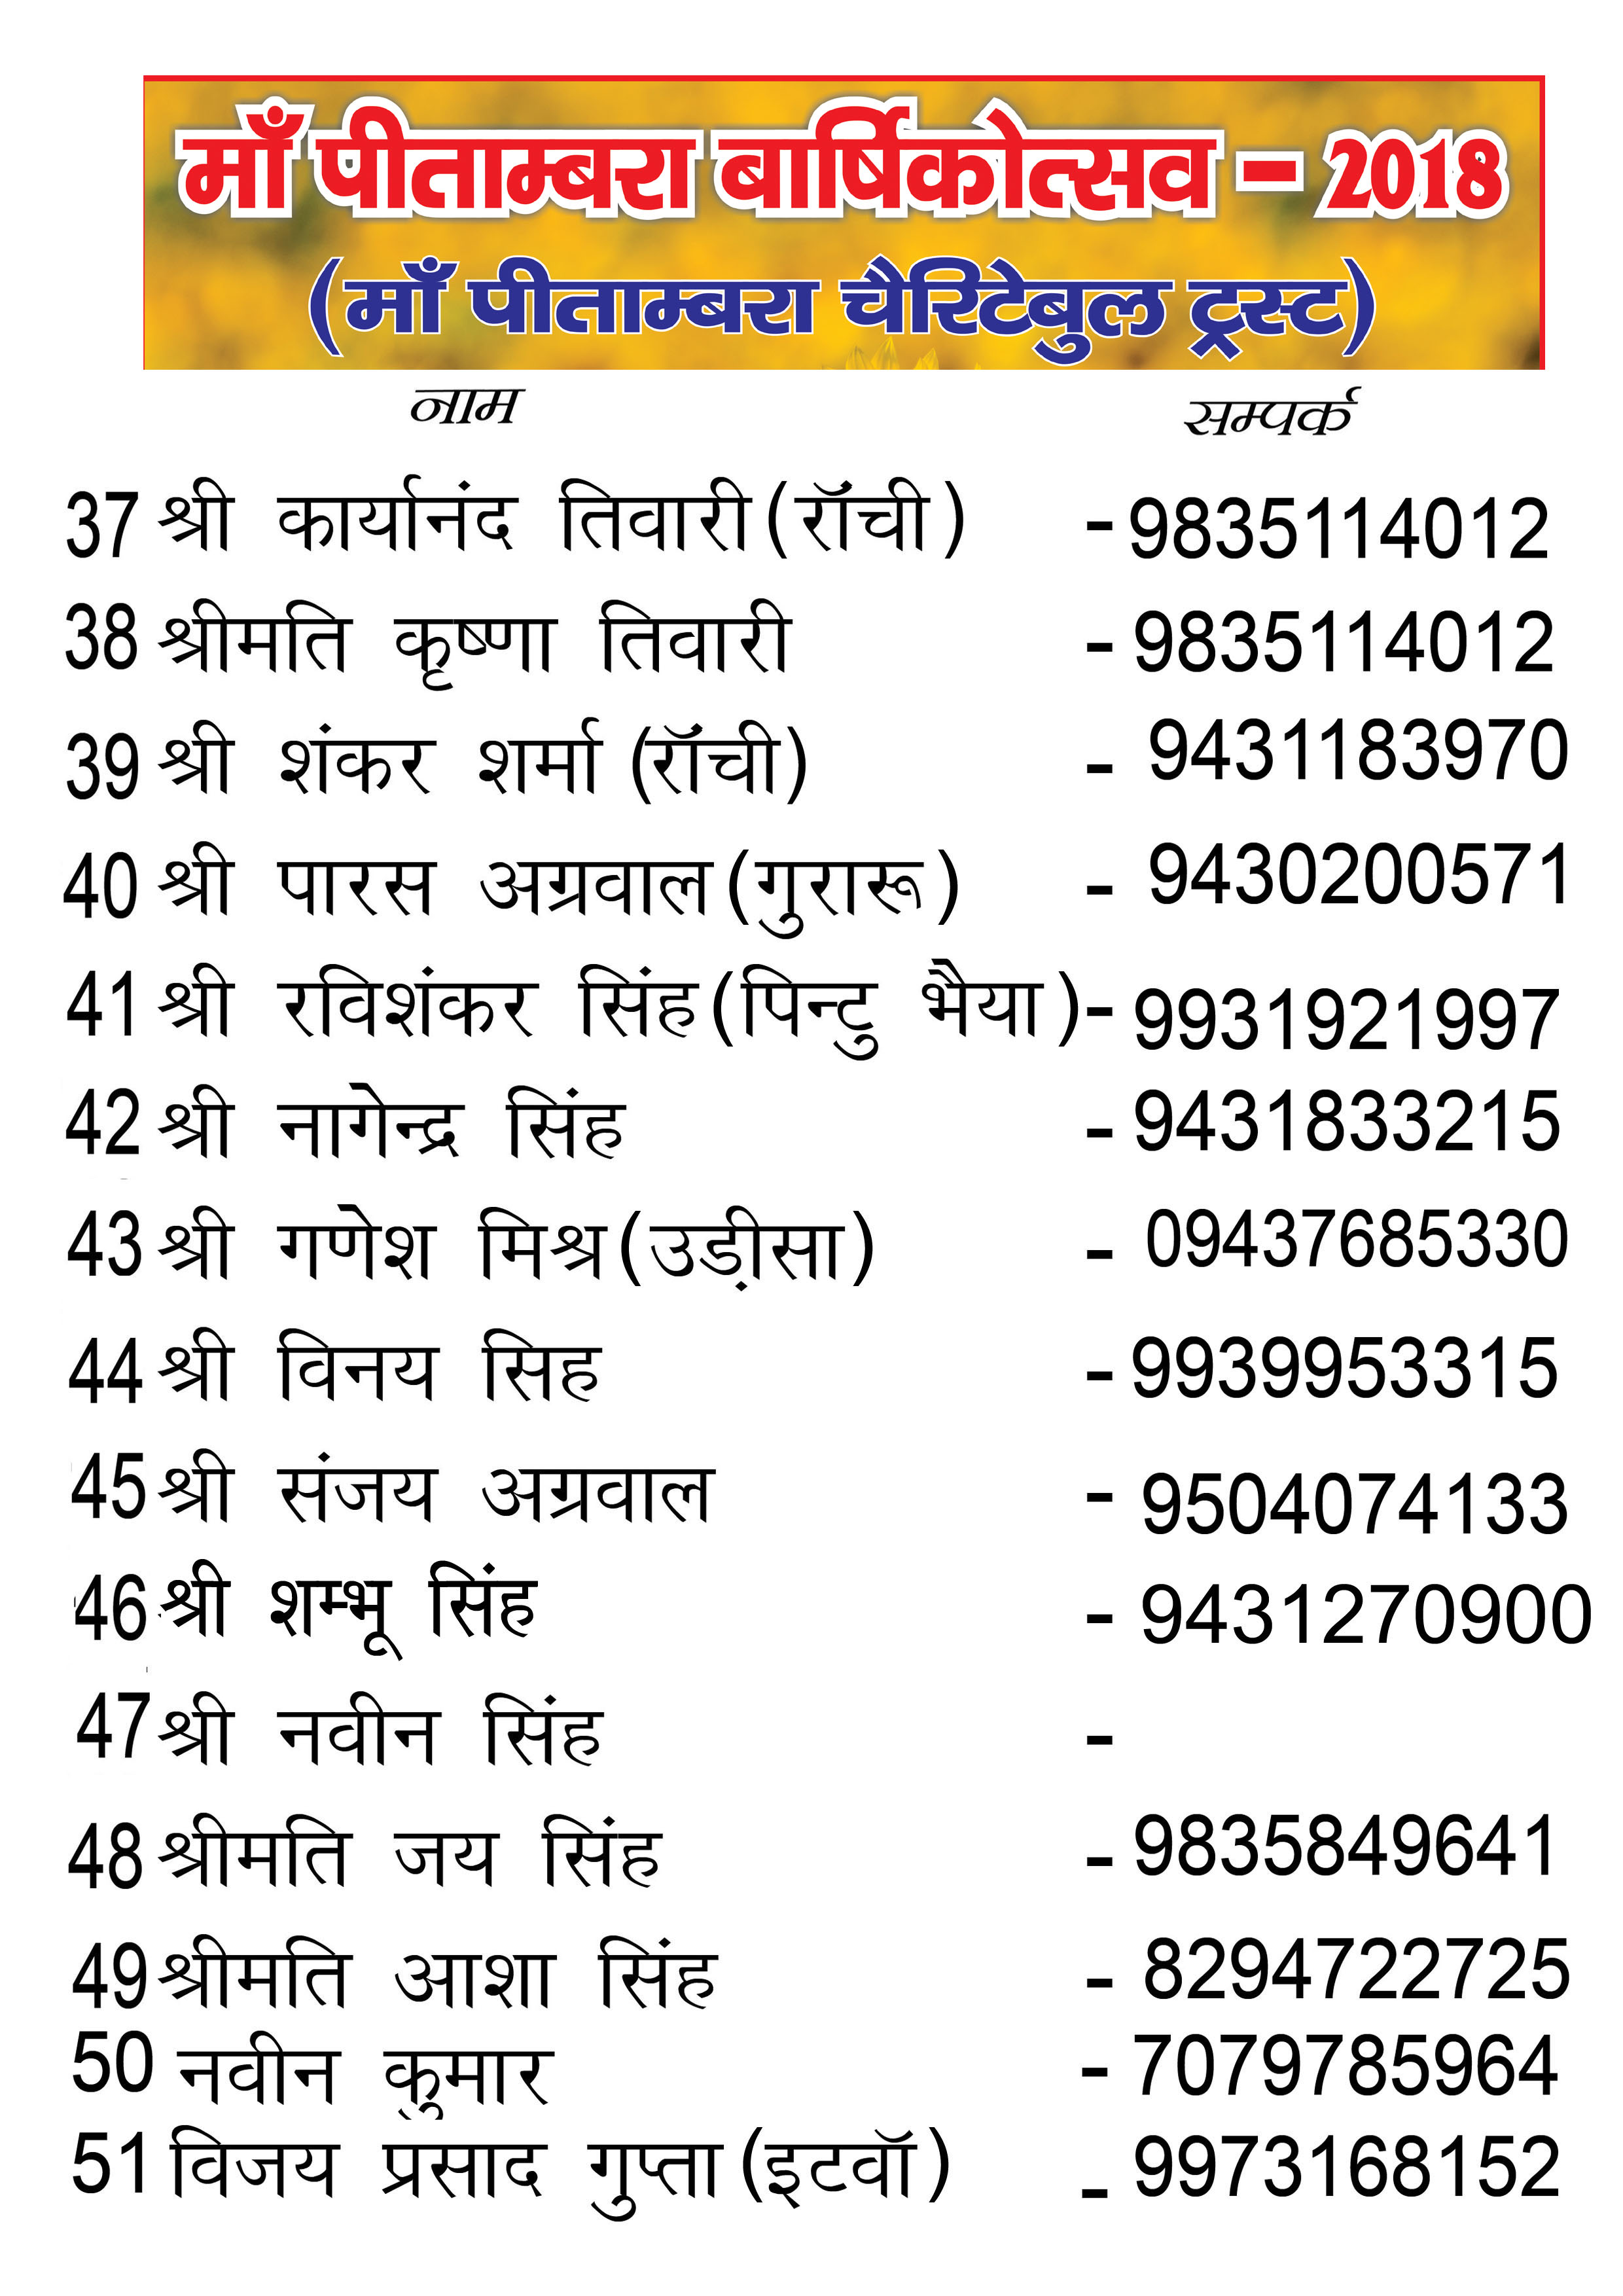 माँ पीताम्बरा बार्षिकोत्सव - 2018
(माँ पीताम्बरा चैरिटेबुल ट्रस्ट)
नाम सम्पर्क
37 श्री कार्यानंद तिवारी(रॉंची) - 9835114012
38 श्रीमति कृष्णा तिवारी - 9835114012
39 श्री शंकर शर्मा (रॉंची) - 9431183970
40 श्री पारस अग्रवाल(गुरारू) - 9430200571
41 श्री रविशंकर सिंह(पिन्टु भैया)- 9931921997
42 श्री नागेन्द्र सिंह - 9431833215
43 श्री गणेश मिश्र(उड़ीसा) - 09437685330
44 श्री विनय सिह - 9939953315
45 श्री संजय अग्रवाल - 9504074133
46 श्री शम्भू सिंह - 9431270900
47 श्री नवीन सिंह -
48 श्रीमति जय सिंह - 9835849641
49 श्रीमति आशा सिंह - 8294722725
50 नवीन कुमार - 7079785964
51 विजय प्रसाद गुप्ता(इटवॉ) - 9973168152